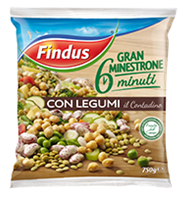 Findus
GRAN
MINESTRONE
6 minuti
CON LEGUMI il Contadino
750g e